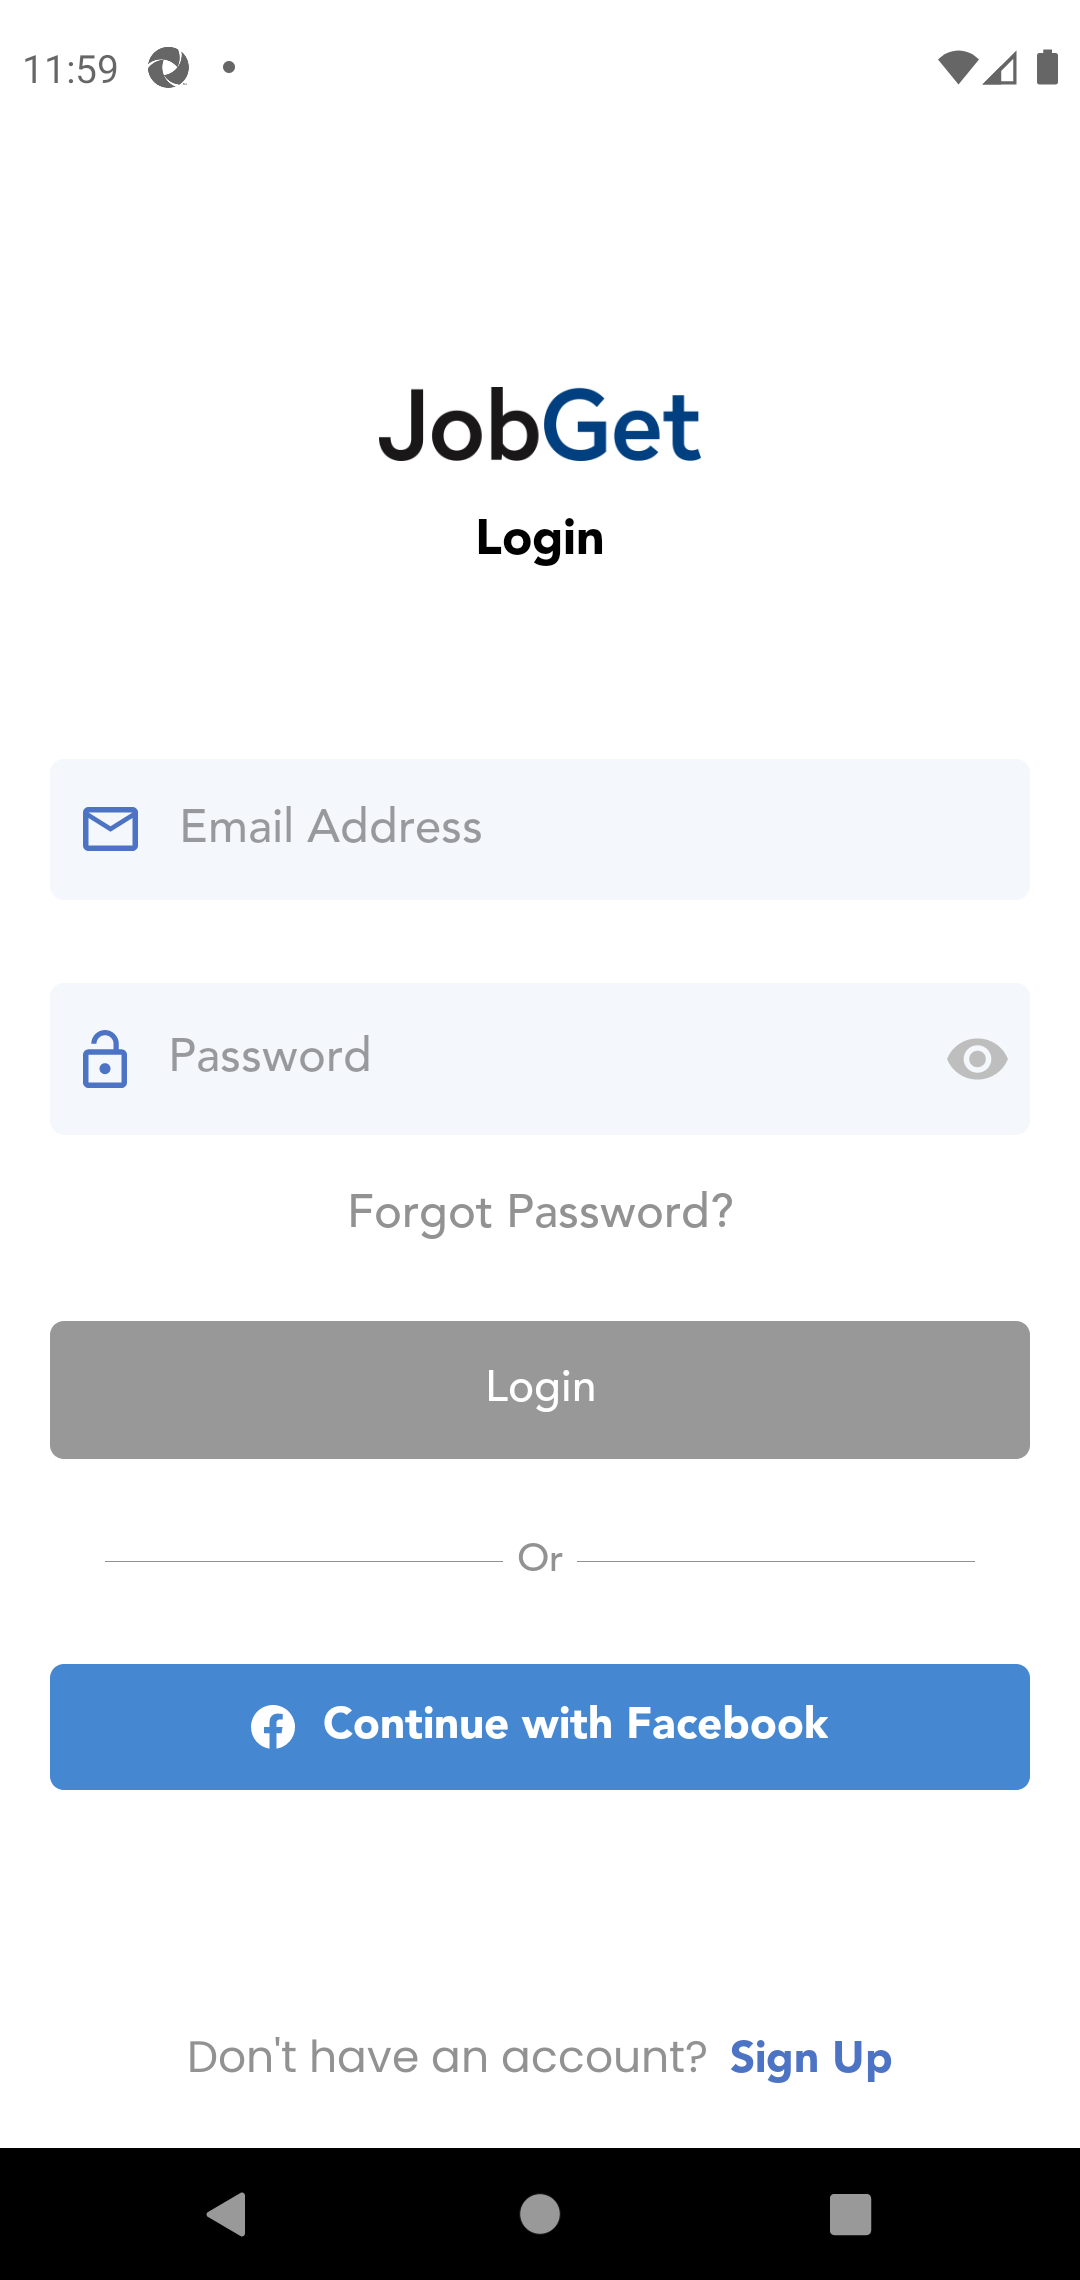 11:59
JobGet
Login
Email Address
Password
Forgot Password?
Login
Or
Continue with Facebook
Don't have an account? Sign Up